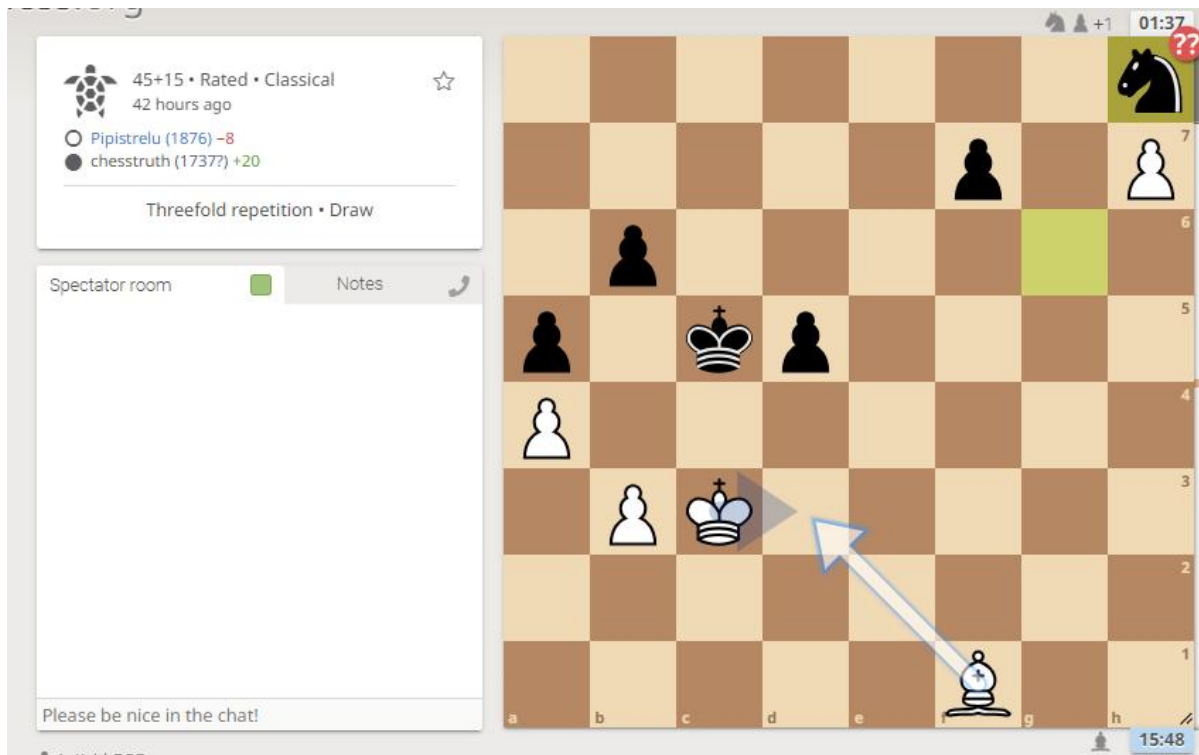 +1 01:37
??
45+15 • Rated • Classical
42 hours ago
Pipistrelu (1876) −8
chesstruth (1737?) +20
Threefold repetition • Draw
Spectator room Notes
Please be nice in the chat!
7
6
5
4
3
2
1
a b c d e f g h
15:48